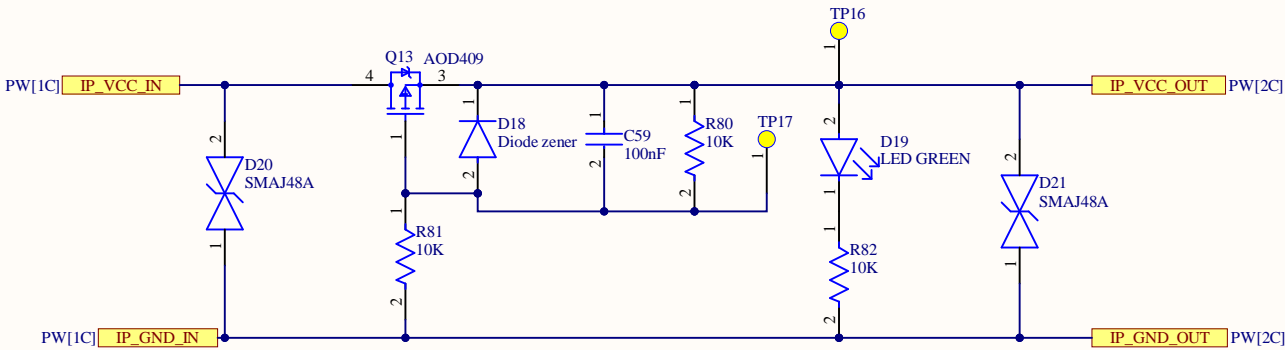 TP16
Q13 AOD409
PW[1C] IP_VCC_IN 4 3 1 IP_VCC_OUT PW[2C]
1 1 1 TP17 2
D18 C59 R80 D19
Diode zener 100nF 10K LED GREEN
2 1 2 2 2 1 1 2
D20 D21
SMAJ48A SMAJ48A
1 1 1
R81 R82
10K 10K
1 2 2 1
PW[1C] IP_GND_IN IP_GND_OUT PW[2C]